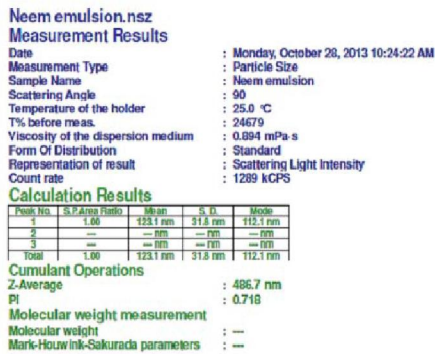 Neem emulsion.nsz
Measurement Results
Date : Monday, October 28, 2013 10:24:22 AM
Measurement Type : Particle Size
Sample Name : Neem emulsion
Scattering Angle : 90
Temperature of the holder : 25.0 °C
T% before meas. : 24679
Viscosity of the dispersion medium : 0.894 mPa·s
Form Of Distribution : Standard
Representation of result : Scattering Light Intensity
Count rate : 1289 kCPS
Calculation Results
Peak No. S.P.Area Ratio Mean S. D. Mode
1 1.00 123.1 nm 31.8 nm 112.1 nm
2 --- --- nm --- nm --- nm
3 --- --- nm --- nm --- nm
Total 1.00 123.1 nm 31.8 nm 112.1 nm
Cumulant Operations
Z-Average : 486.7 nm
PI : 0.718
Molecular weight measurement
Molecular weight : ---
Mark-Houwink-Sakurada parameters : ---